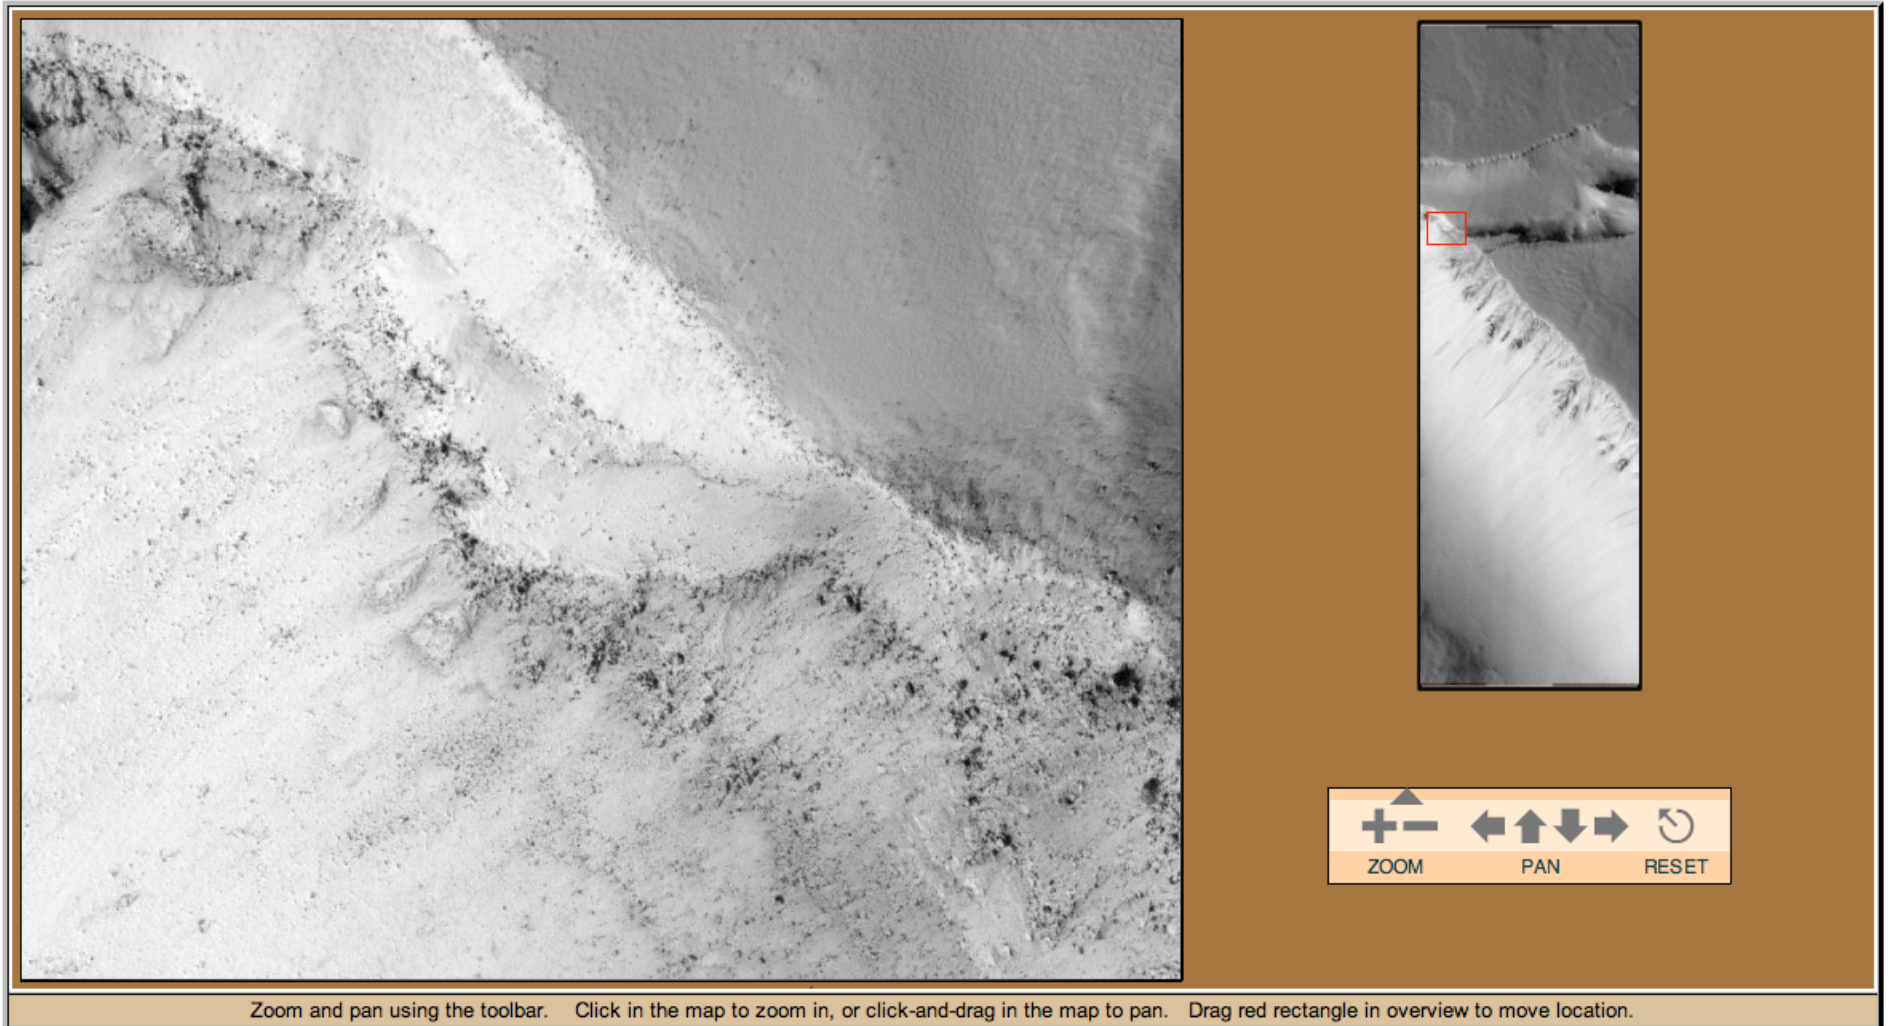 ZOOM
PAN
RESET
Zoom and pan using the toolbar. Click in the map to zoom in, or click-and-drag in the map to pan. Drag red rectangle in overview to move location.